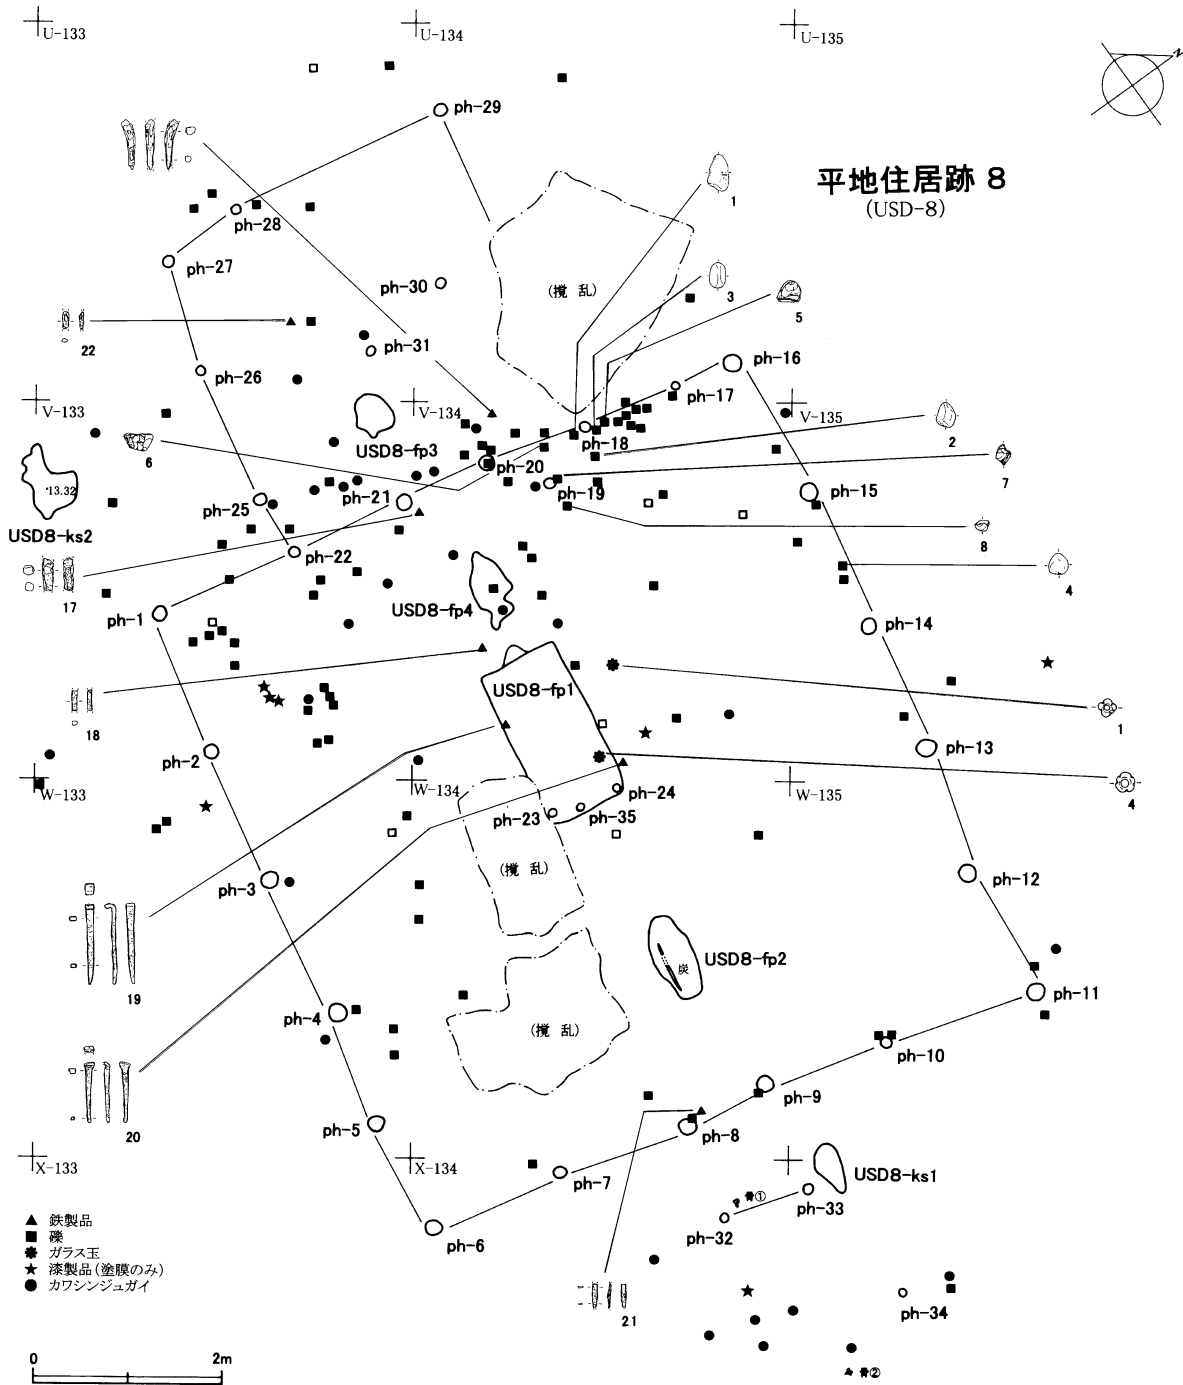 U-133
U-134
U-135
N
ph-29
平地住居跡 8
(USD-8)
1
ph-28
ph-27
ph-30
(攪 乱)
3
5
22
ph-31
ph-16
ph-26
ph-17
V-133
V-134
V-135
ph-18
2
6
USD8-fp3
ph-20
7
13.32
ph-25
ph-21
ph-19
ph-15
USD8-ks2
8
ph-22
4
17
ph-1
USD8-fp4
ph-14
USD8-fp1
18
1
ph-2
ph-13
W-133
W-134
W-135
ph-24
4
ph-23
ph-35
(攪 乱)
ph-3
ph-12
USD8-fp2
炭
19
ph-4
ph-11
(攪 乱)
ph-10
ph-9
20
ph-5
ph-8
X-133
X-134
ph-7
USD8-ks1
骨①
ph-33
ph-32
ph-6
▲ 鉄製品
■ 礫
ガラス玉
★ 漆製品(塗膜のみ)
● カワシンジュガイ
21
ph-34
骨②
0
2m